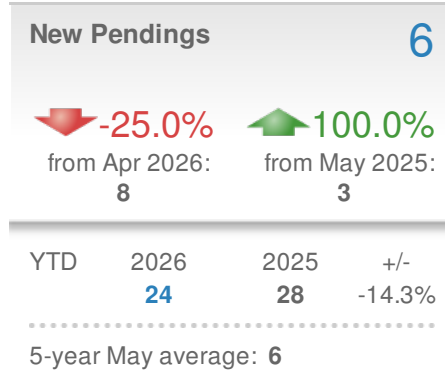 New Pendings 6
-25.0% 100.0%
from Apr 2026: from May 2025:
8 3
YTD 2026 2025 +/-
24 28 -14.3%
5-year May average: 6